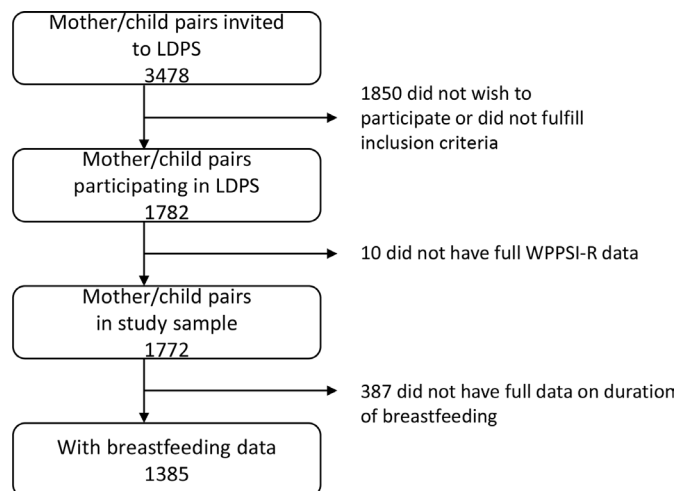 Mother/child pairs invited
to LDPS
3478
1850 did not wish to
participate or did not fulfill
inclusion criteria
Mother/child pairs
participating in LDPS
1782
10 did not have full WPPSI-R data
Mother/child pairs
in study sample
1772
387 did not have full data on duration
of breastfeeding
With breastfeeding data
1385